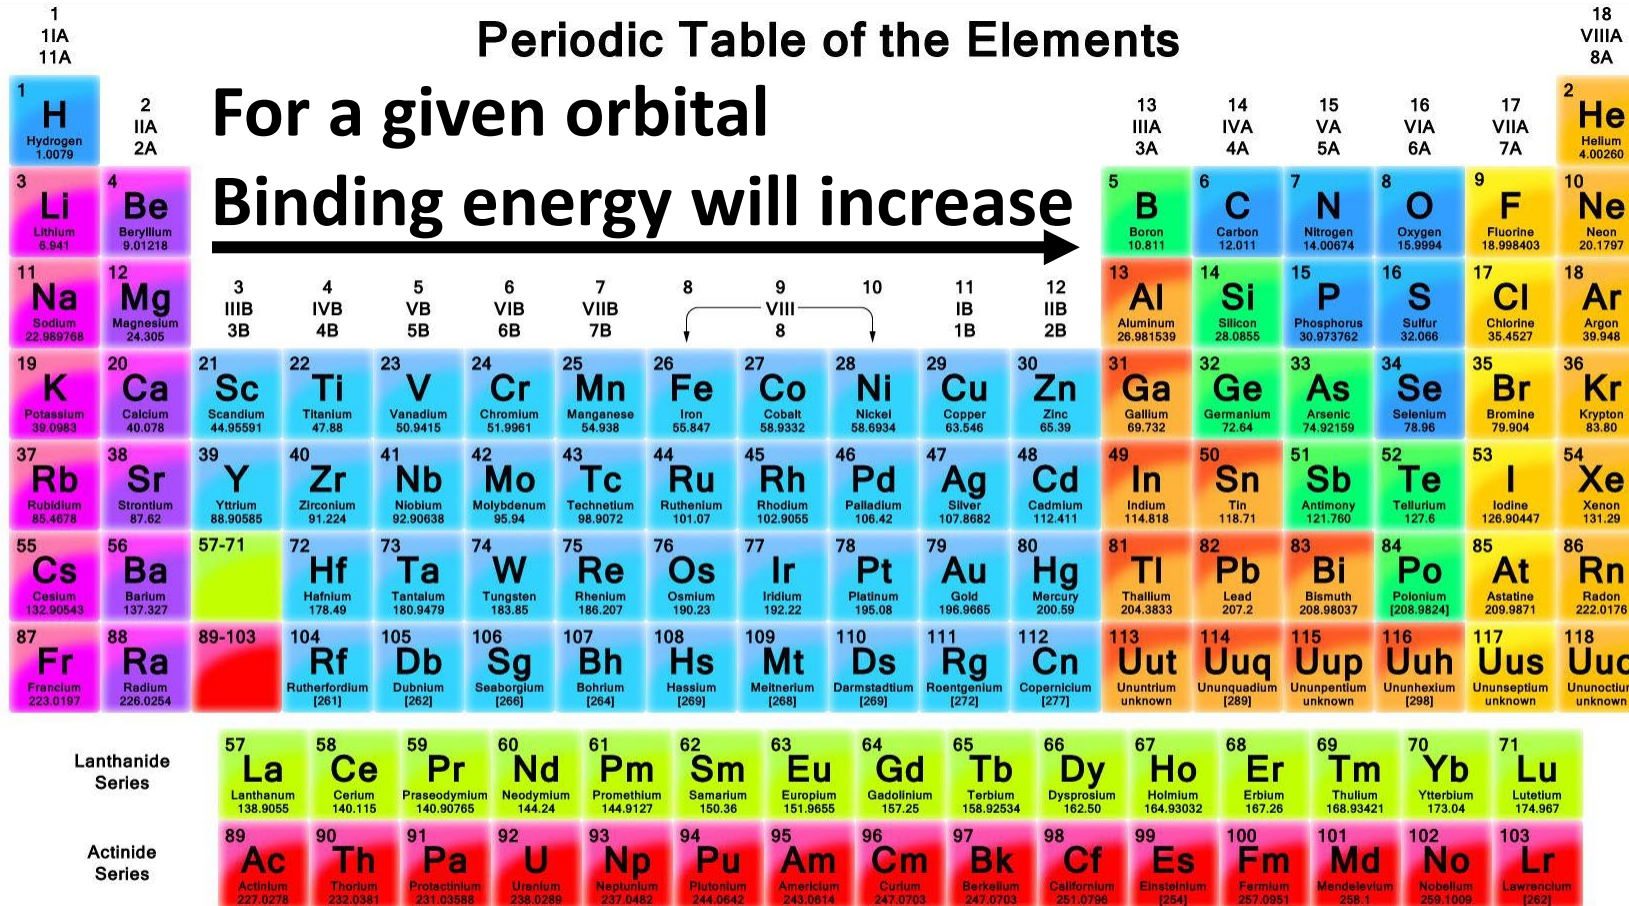 Periodic Table of the Elements
For a given orbital
Binding energy will increase
1
1IA
11A
2
IIA
2A
3
IIIB
3B
4
IVB
4B
5
VB
5B
6
VIB
6B
7
VIIB
7B
8
9
10
VIII
8
11
IB
1B
12
IIB
2B
13
IIIA
3A
14
IVA
4A
15
VA
5A
16
VIA
6A
17
VIIA
7A
18
VIIIA
8A
1
H
Hydrogen
1.0079
2
He
Helium
4.00260
3
Li
Lithium
6.941
4
Be
Beryllium
9.01218
5
B
Boron
10.811
6
C
Carbon
12.011
7
N
Nitrogen
14.00674
8
O
Oxygen
15.9994
9
F
Fluorine
18.998403
10
Ne
Neon
20.1797
11
Na
Sodium
22.989768
12
Mg
Magnesium
24.305
13
Al
Aluminum
26.981539
14
Si
Silicon
28.0855
15
P
Phosphorus
30.973762
16
S
Sulfur
32.066
17
Cl
Chlorine
35.4527
18
Ar
Argon
39.948
19
K
Potassium
39.0983
20
Ca
Calcium
40.078
21
Sc
Scandium
44.95591
22
Ti
Titanium
47.88
23
V
Vanadium
50.9415
24
Cr
Chromium
51.9961
25
Mn
Manganese
54.938
26
Fe
Iron
55.847
27
Co
Cobalt
58.9332
28
Ni
Nickel
58.6934
29
Cu
Copper
63.546
30
Zn
Zinc
65.39
31
Ga
Gallium
69.732
32
Ge
Germanium
72.64
33
As
Arsenic
74.92159
34
Se
Selenium
78.96
35
Br
Bromine
79.904
36
Kr
Krypton
83.80
37
Rb
Rubidium
85.4678
38
Sr
Strontium
87.62
39
Y
Yttrium
88.90585
40
Zr
Zirconium
91.224
41
Nb
Niobium
92.90638
42
Mo
Molybdenum
95.94
43
Tc
Technetium
98.9072
44
Ru
Ruthenium
101.07
45
Rh
Rhodium
102.9055
46
Pd
Palladium
106.42
47
Ag
Silver
107.8682
48
Cd
Cadmium
112.411
49
In
Indium
114.818
50
Sn
Tin
118.71
51
Sb
Antimony
121.760
52
Te
Tellurium
127.6
53
I
Iodine
126.90447
54
Xe
Xenon
131.29
55
Cs
Cesium
132.90543
56
Ba
Barium
137.327
57-71
72
Hf
Hafnium
178.49
73
Ta
Tantalum
180.9479
74
W
Tungsten
183.85
75
Re
Rhenium
186.207
76
Os
Osmium
190.23
77
Ir
Iridium
192.22
78
Pt
Platinum
195.08
79
Au
Gold
196.9665
80
Hg
Mercury
200.59
81
Tl
Thallium
204.3833
82
Pb
Lead
207.2
83
Bi
Bismuth
208.98037
84
Po
Polonium
[208.9824]
85
At
Astatine
209.9871
86
Rn
Radon
222.0176
87
Fr
Francium
223.0197
88
Ra
Radium
226.0254
89-103
104
Rf
Rutherfordium
[261]
105
Db
Dubnium
[262]
106
Sg
Seaborgium
[266]
107
Bh
Bohrium
[264]
108
Hs
Hassium
[269]
109
Mt
Meitnerium
[268]
110
Ds
Darmstadtium
[269]
111
Rg
Roentgenium
[272]
112
Cn
Copernicium
[277]
113
Uut
Ununtrium
unknown
114
Uuq
Ununquadium
[289]
115
Uup
Ununpentium
unknown
116
Uuh
Ununhexium
[298]
117
Uus
Ununseptium
unknown
118
Uuo
Ununoctium
unknown
Lanthanide
Series
57
La
Lanthanum
138.9055
58
Ce
Cerium
140.115
59
Pr
Praseodymium
140.90765
60
Nd
Neodymium
144.24
61
Pm
Promethium
144.9127
62
Sm
Samarium
150.36
63
Eu
Europium
151.9655
64
Gd
Gadolinium
157.25
65
Tb
Terbium
158.92534
66
Dy
Dysprosium
162.50
67
Ho
Holmium
164.93032
68
Er
Erbium
167.26
69
Tm
Thulium
168.93421
70
Yb
Ytterbium
173.04
71
Lu
Lutetium
174.967
Actinide
Series
89
Ac
Actinium
227.0278
90
Th
Thorium
232.0381
91
Pa
Protactinium
231.03588
92
U
Uranium
238.0289
93
Np
Neptunium
237.0482
94
Pu
Plutonium
244.0642
95
Am
Americium
243.0614
96
Cm
Curium
247.0703
97
Bk
Berkelium
247.0703
98
Cf
Californium
251.0796
99
Es
Einsteinium
[254]
100
Fm
Fermium
257.0951
101
Md
Mendelevium
258.1
102
No
Nobelium
259.1009
103
Lr
Lawrencium
[262]